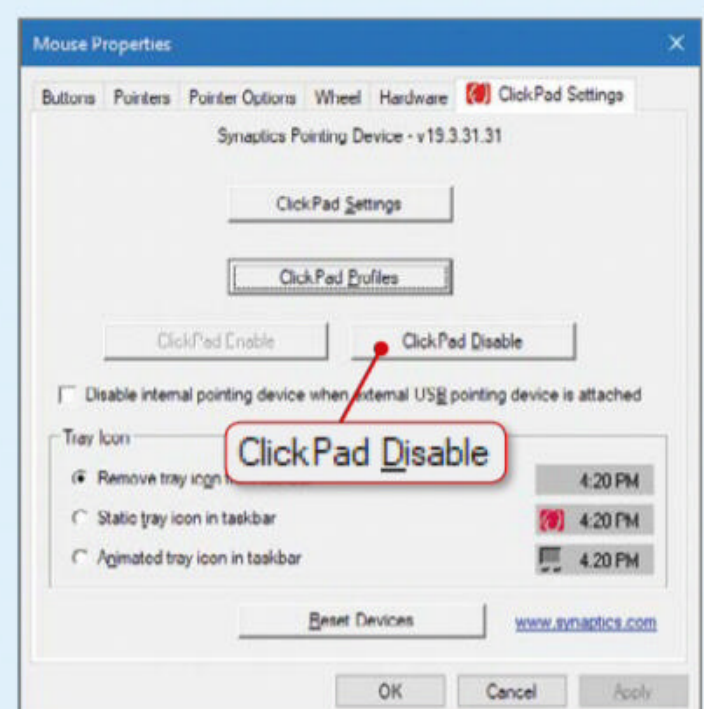 Mouse Properties
Buttons Pointers Pointer Options Wheel Hardware ClickPad Settings
Synaptics Pointing Device - v19.3.31.31
ClickPad Settings
ClickPad Profiles
ClickPad Enable ClickPad Disable
Disable internal pointing device when external USB pointing device is attached
Tray Icon
ClickPad Disable
Remove tray icon 4:20 PM
Static tray icon in taskbar 4:20 PM
Animated tray icon in taskbar 4:20 PM
Reset Devices www.synaptics.com
OK Cancel Apply